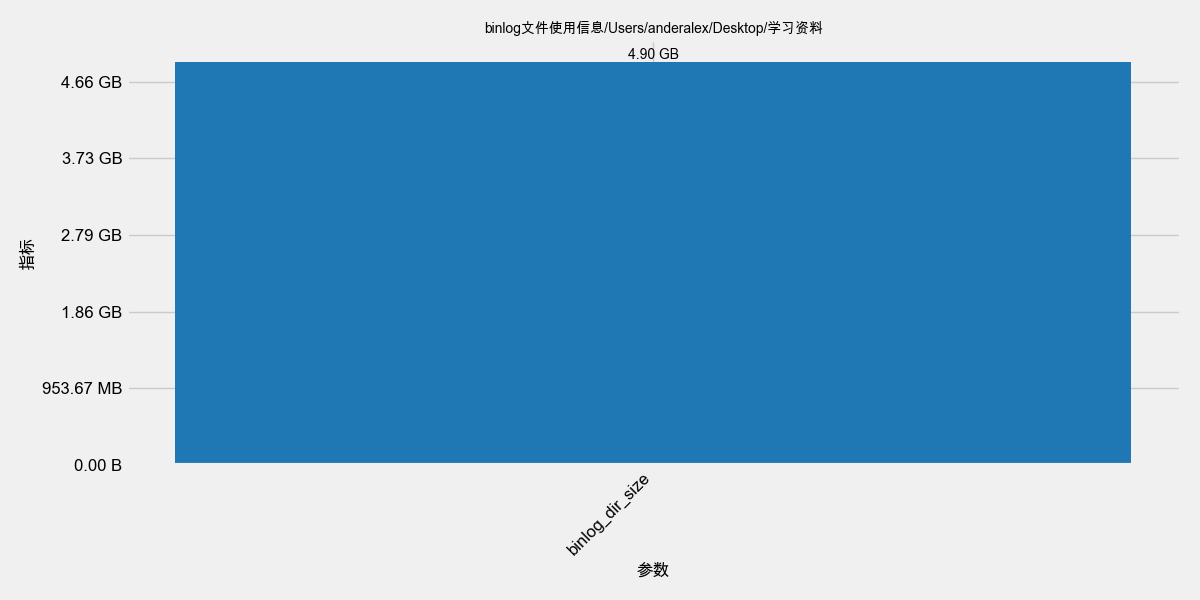 binlog文件使用信息/Users/anderalex/Desktop/学习资料
4.90 GB
4.66 GB
3.73 GB
2.79 GB
1.86 GB
953.67 MB
0.00 B
指标
binlog_dir_size
参数